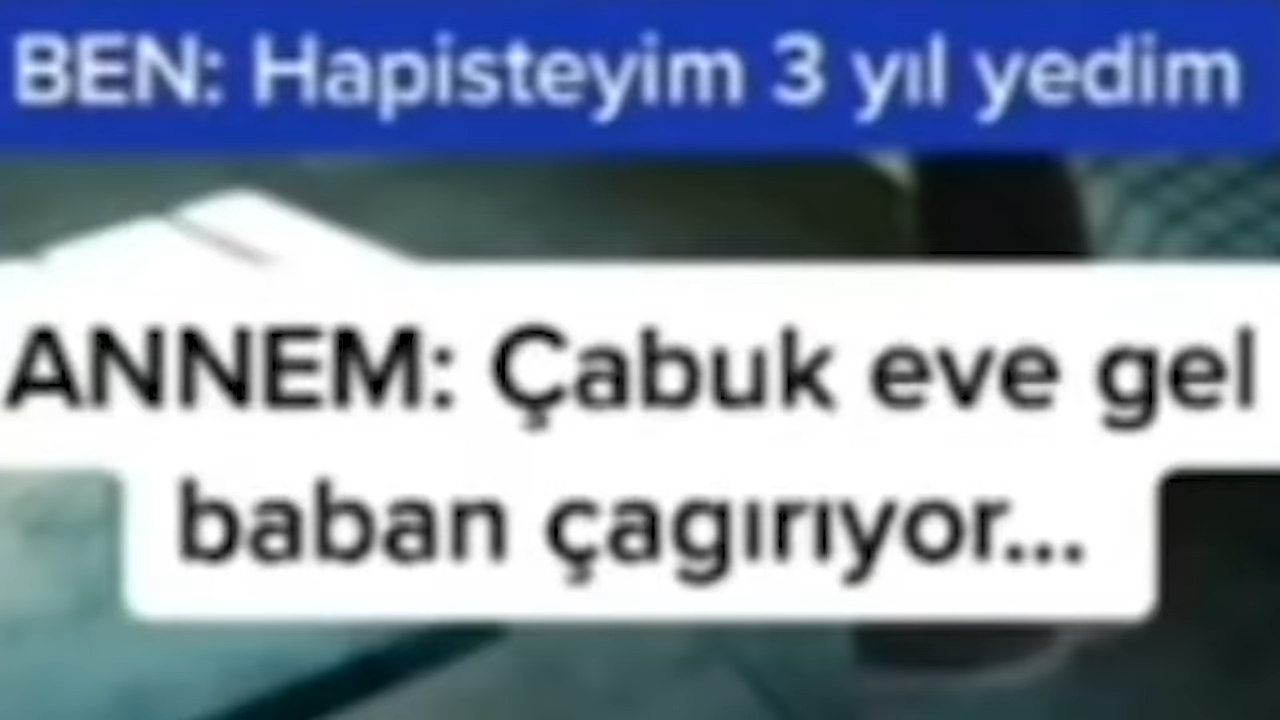 BEN: Hapisteyim 3 yıl yedim
ANNEM: Çabuk eve gel
baban çagırıyor...